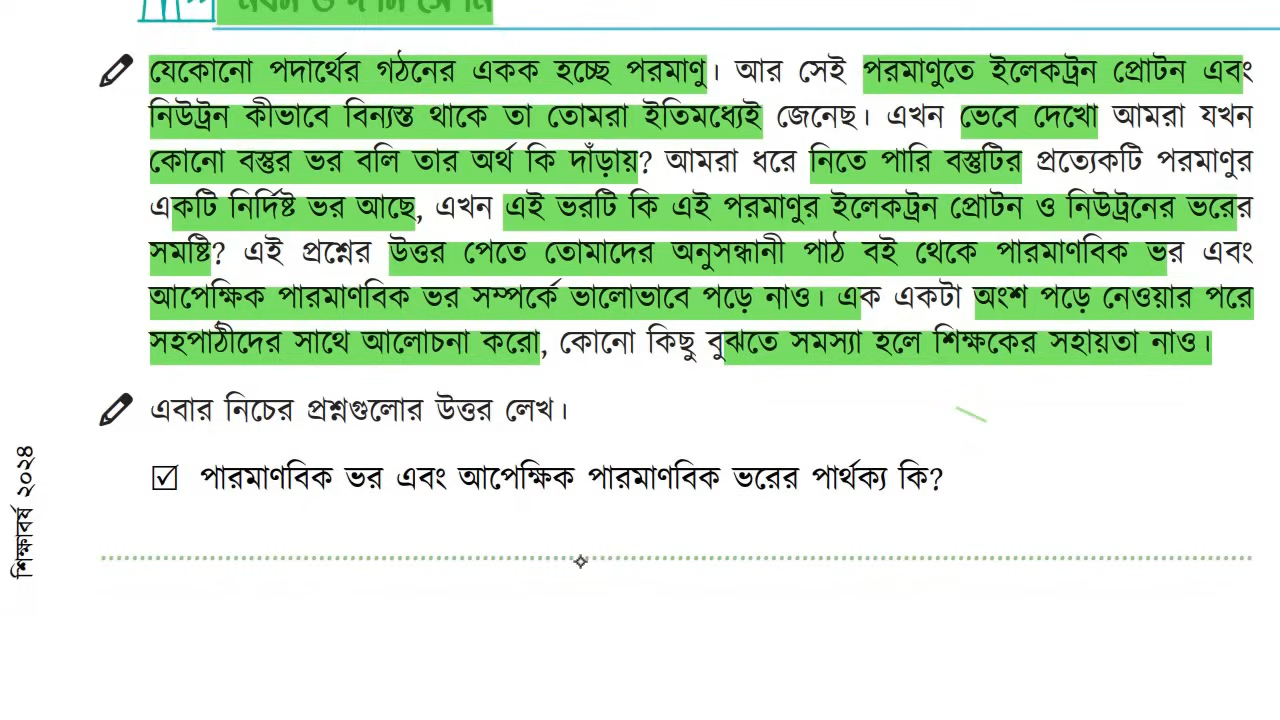 যেকোনো পদার্থের গঠনের একক হচ্ছে পরমাণু। আর সেই পরমাণুতে ইলেকট্রন প্রোটন এবং
নিউট্রন কীভাবে বিন্যস্ত থাকে তা তোমরা ইতিমধ্যেই জেনেছ। এখন ভেবে দেখো আমরা যখন
কোনো বস্তুর ভর বলি তার অর্থ কি দাঁড়ায়? আমরা ধরে নিতে পারি বস্তুটির প্রত্যেকটি পরমাণুর
একটি নির্দিষ্ট ভর আছে, এখন এই ভরটি কি এই পরমাণুর ইলেকট্রন প্রোটন ও নিউট্রনের ভরের
সমষ্টি? এই প্রশ্নের উত্তর পেতে তোমাদের অনুসন্ধানী পাঠ বই থেকে পারমাণবিক ভর এবং
আপেক্ষিক পারমাণবিক ভর সম্পর্কে ভালোভাবে পড়ে নাও। এক একটা অংশ পড়ে নেওয়ার পরে
সহপাঠীদের সাথে আলোচনা করো, কোনো কিছু বুঝতে সমস্যা হলে শিক্ষকের সহায়তা নাও।
এবার নিচের প্রশ্নগুলোর উত্তর লেখ।
পারমাণবিক ভর এবং আপেক্ষিক পারমাণবিক ভরের পার্থক্য কি?
শিক্ষাবর্ষ ২০২৪